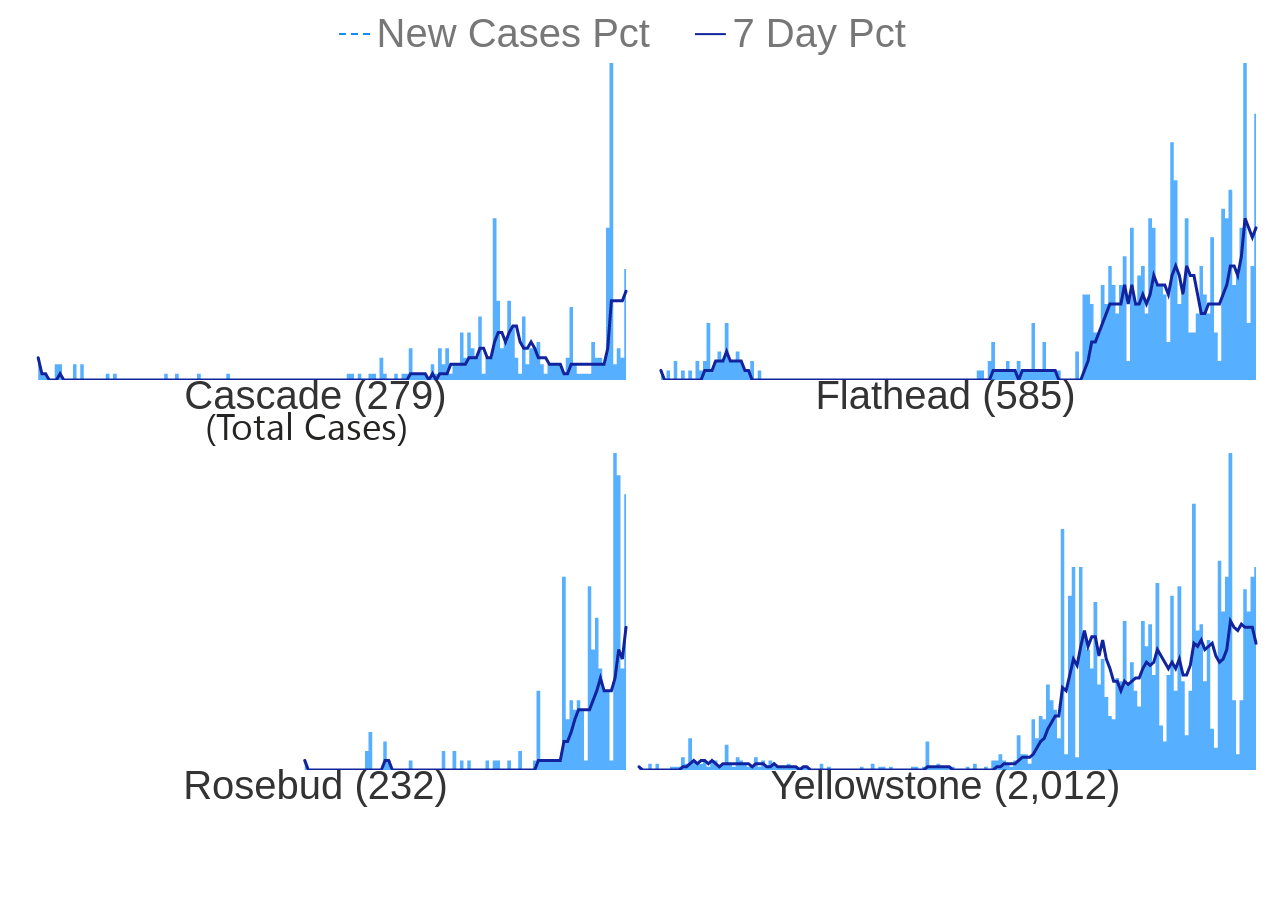 New Cases Pct 7 Day Pct
Cascade (279)
(Total Cases)
Flathead (585)
Rosebud (232)
Yellowstone (2,012)